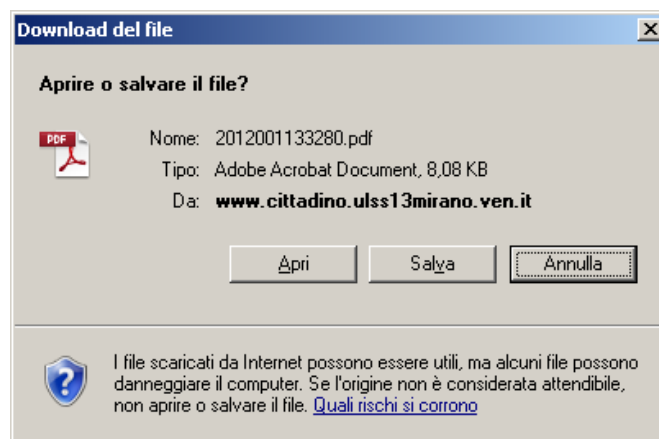 Download del file
Aprire o salvare il file?
PDF
Nome: 2012001133280.pdf
Tipo: Adobe Acrobat Document, 8,08 KB
Da: www.cittadino.ulss13mirano.ven.it
Apri Salva Annulla
I file scaricati da Internet possono essere utili, ma alcuni file possono
danneggiare il computer. Se l'origine non è considerata attendibile,
non aprire o salvare il file. Quali rischi si corrono